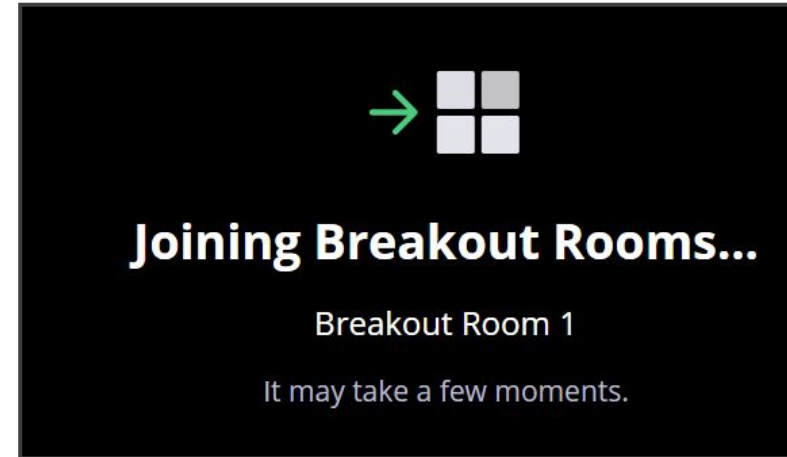 Joining Breakout Rooms...
Breakout Room 1
It may take a few moments.